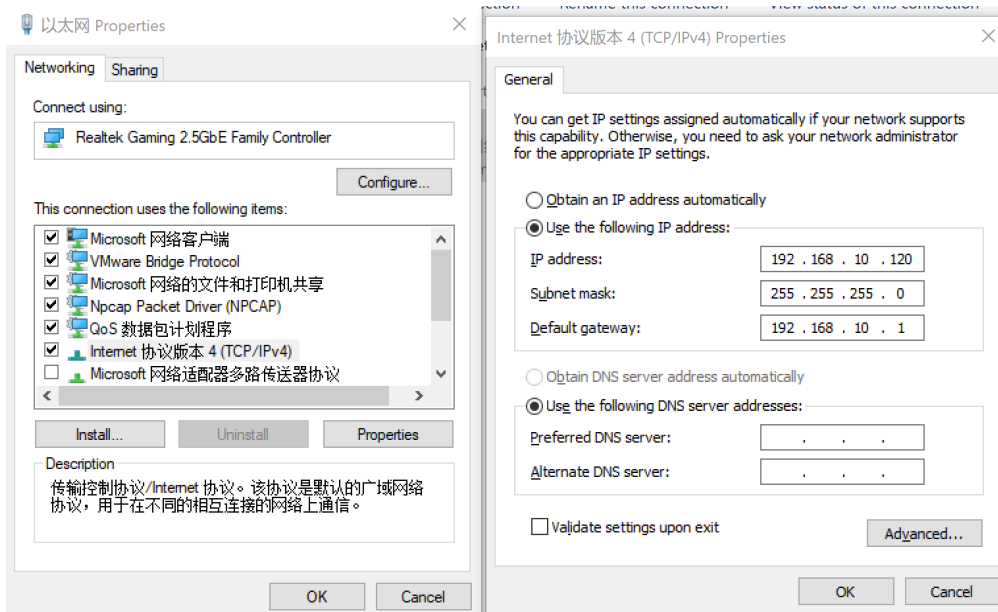 以太网 Properties
Networking
Sharing
Connect using:
Realtek Gaming 2.5GbE Family Controller
Configure...
This connection uses the following items:
Microsoft 网络客户端
VMware Bridge Protocol
Microsoft 网络的文件和打印机共享
Npcap Packet Driver (NPCAP)
QoS 数据包计划程序
Internet 协议版本 4 (TCP/IPv4)
Microsoft 网络适配器多路传送器协议
Install...
Uninstall
Properties
Description
传输控制协议/Internet 协议。该协议是默认的广域网络
协议，用于在不同的相互连接的网络上通信。
OK
Cancel
Rename this connection
View status of this connection
Internet 协议版本 4 (TCP/IPv4) Properties
General
You can get IP settings assigned automatically if your network supports
this capability. Otherwise, you need to ask your network administrator
for the appropriate IP settings.
Obtain an IP address automatically
Use the following IP address:
IP address:
192 . 168 . 10 . 120
Subnet mask:
255 . 255 . 255 . 0
Default gateway:
192 . 168 . 10 . 1
Obtain DNS server address automatically
Use the following DNS server addresses:
Preferred DNS server:
. . .
Alternate DNS server:
. . .
Validate settings upon exit
Advanced...
OK
Cancel